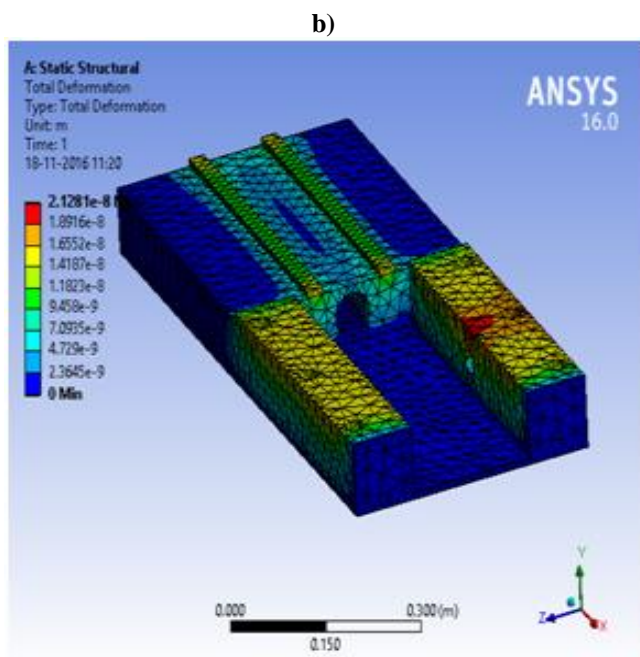 b)
A: Static Structural
Total Deformation
Type: Total Deformation
Unit: m
Time: 1
18-11-2016 11:20
ANSYS
16.0
2.1281e-8
1.8916e-8
1.6552e-8
1.4187e-8
1.1823e-8
9.458e-9
7.0935e-9
4.729e-9
2.3645e-9
0 Min
0.000
0.300(m)
0.150
Y
Z
X